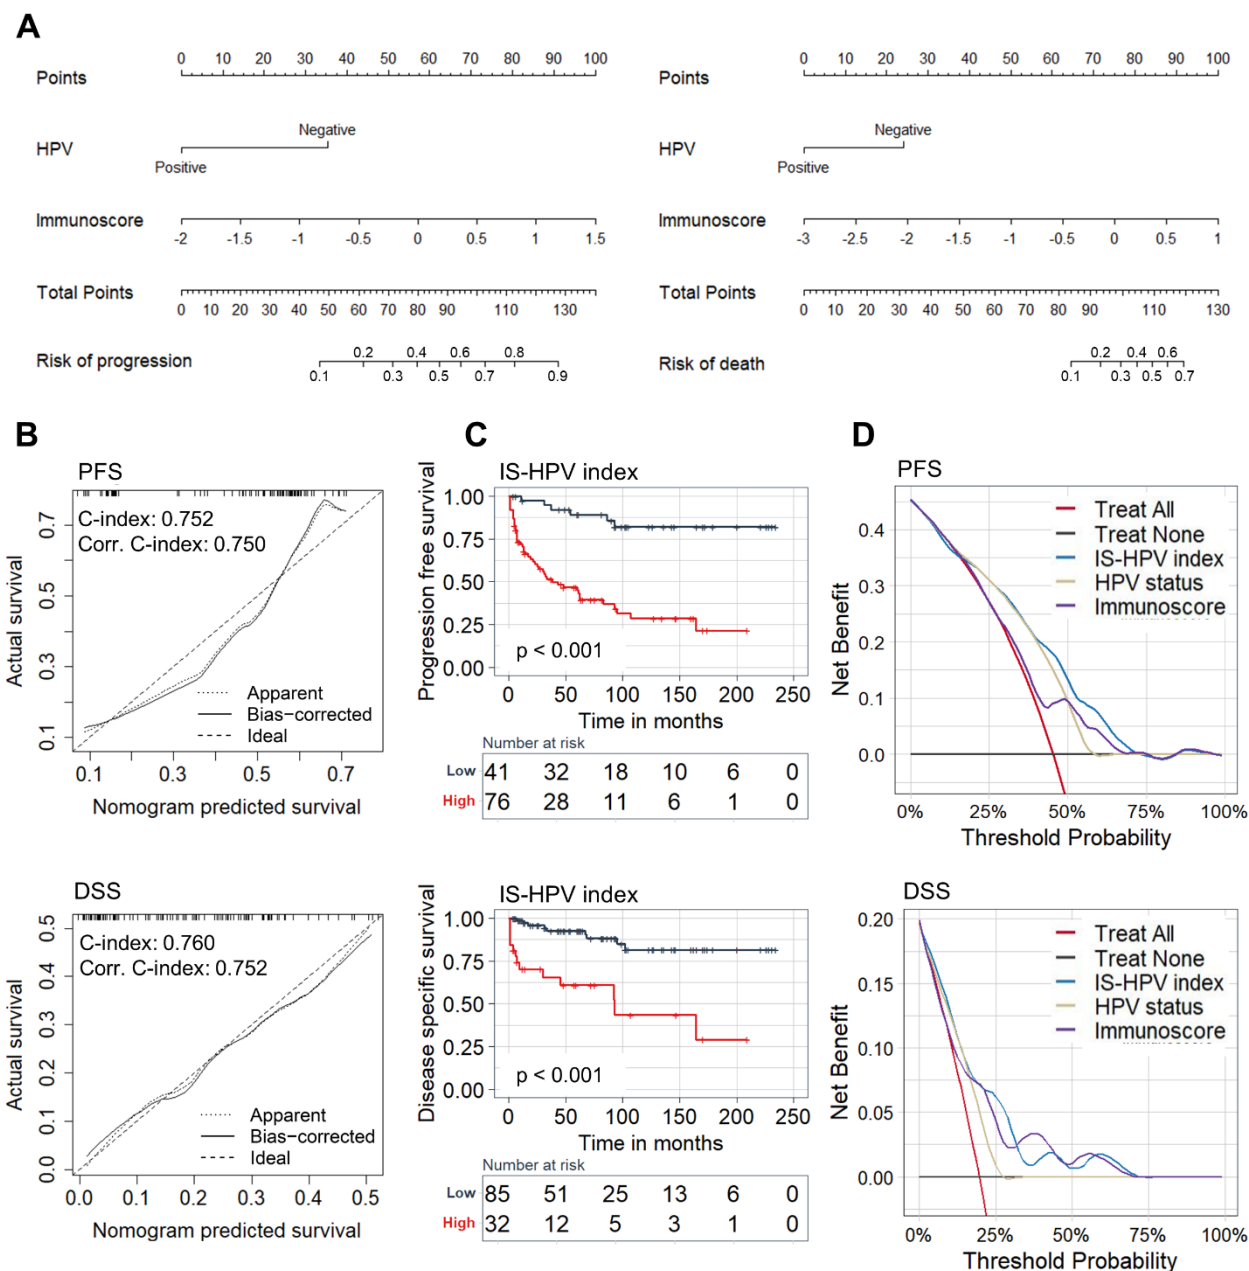 A
Points
0 10 20 30 40 50 60 70 80 90 100
HPV
Negative
Positive
Immunoscore
-2 -1.5 -1 -0.5 0 0.5 1 1.5
Total Points
0 10 20 30 40 50 60 70 80 90 110 130
Risk of progression
0.2 0.4 0.6 0.8
0.1 0.3 0.5 0.7 0.9
Points
0 10 20 30 40 50 60 70 80 90 100
HPV
Negative
Positive
Immunoscore
-3 -2.5 -2 -1.5 -1 -0.5 0 0.5 1
Total Points
0 10 20 30 40 50 60 70 80 90 110 130
Risk of death
0.2 0.4 0.6
0.1 0.3 0.5 0.7
B
PFS
C-index: 0.752
Corr. C-index: 0.750
Actual survival
0.7
0.5
0.3
0.1
Apparent
Bias-corrected
Ideal
0.1 0.3 0.5 0.7
Nomogram predicted survival
DSS
C-index: 0.760
Corr. C-index: 0.752
Actual survival
0.5
0.4
0.3
0.2
0.1
0.0
Apparent
Bias-corrected
Ideal
0.0 0.1 0.2 0.3 0.4 0.5
Nomogram predicted survival
C
IS-HPV index
Progression free survival
1.00
0.75
0.50
0.25
0.00
p < 0.001
0 50 100 150 200 250
Time in months
Number at risk
Low 41 32 18 10 6 0
High 76 28 11 6 1 0
IS-HPV index
Disease specific survival
1.00
0.75
0.50
0.25
0.00
p < 0.001
0 50 100 150 200 250
Time in months
Number at risk
Low 85 51 25 13 6 0
High 32 12 5 3 1 0
D
PFS
Net Benefit
0.4
0.3
0.2
0.1
0.0
Treat All
Treat None
IS-HPV index
HPV status
Immunoscore
0% 25% 50% 75% 100%
Threshold Probability
DSS
Net Benefit
0.20
0.15
0.10
0.05
0.00
Treat All
Treat None
IS-HPV index
HPV status
Immunoscore
0% 25% 50% 75% 100%
Threshold Probability